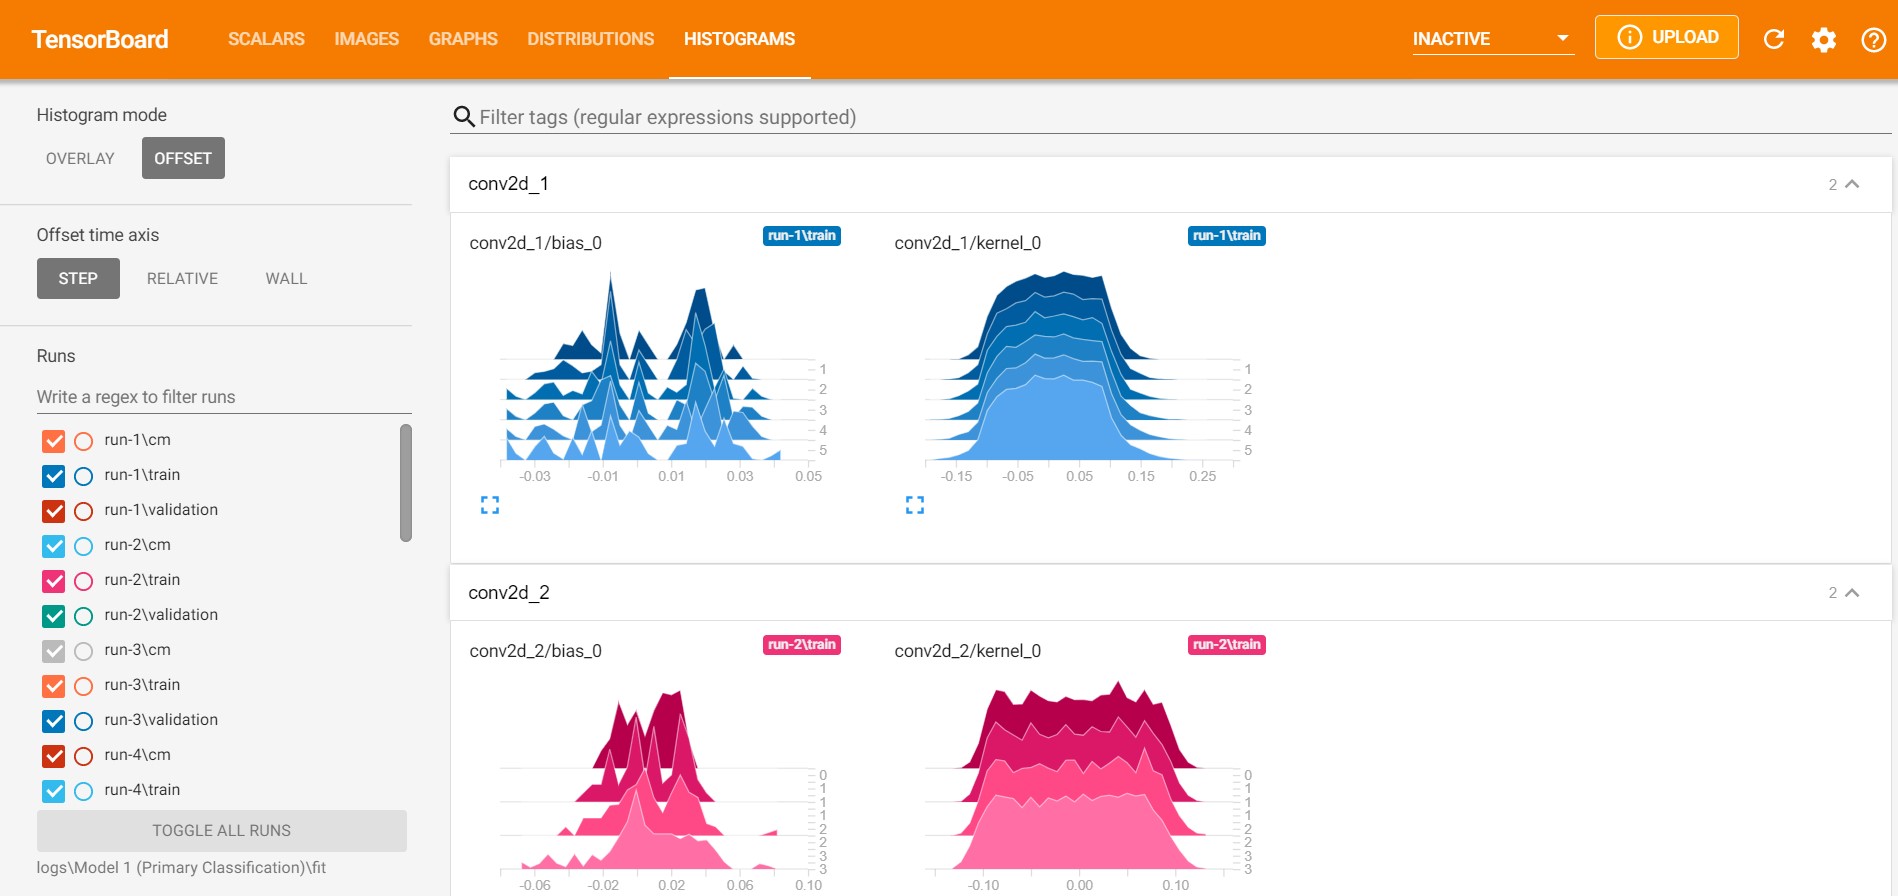 TensorBoard
SCALARS IMAGES GRAPHS DISTRIBUTIONS HISTOGRAMS
INACTIVE
UPLOAD
Histogram mode
OVERLAY OFFSET
Offset time axis
STEP RELATIVE WALL
Runs
Write a regex to filter runs
run-1\cm
run-1\train
run-1\validation
run-2\cm
run-2\train
run-2\validation
run-3\cm
run-3\train
run-3\validation
run-4\cm
run-4\train
TOGGLE ALL RUNS
logs\Model 1 (Primary Classification)\fit
Filter tags (regular expressions supported)
conv2d_1 2
conv2d_1/bias_0 run-1\train
1
2
3
4
5
-0.03 -0.01 0.01 0.03 0.05
conv2d_1/kernel_0 run-1\train
1
2
3
4
5
-0.15 -0.05 0.05 0.15 0.25
conv2d_2 2
conv2d_2/bias_0 run-2\train
0
1
1
1
2
2
3
3
-0.06 -0.02 0.02 0.06 0.10
conv2d_2/kernel_0 run-2\train
0
1
1
1
2
2
3
3
-0.10 0.00 0.10